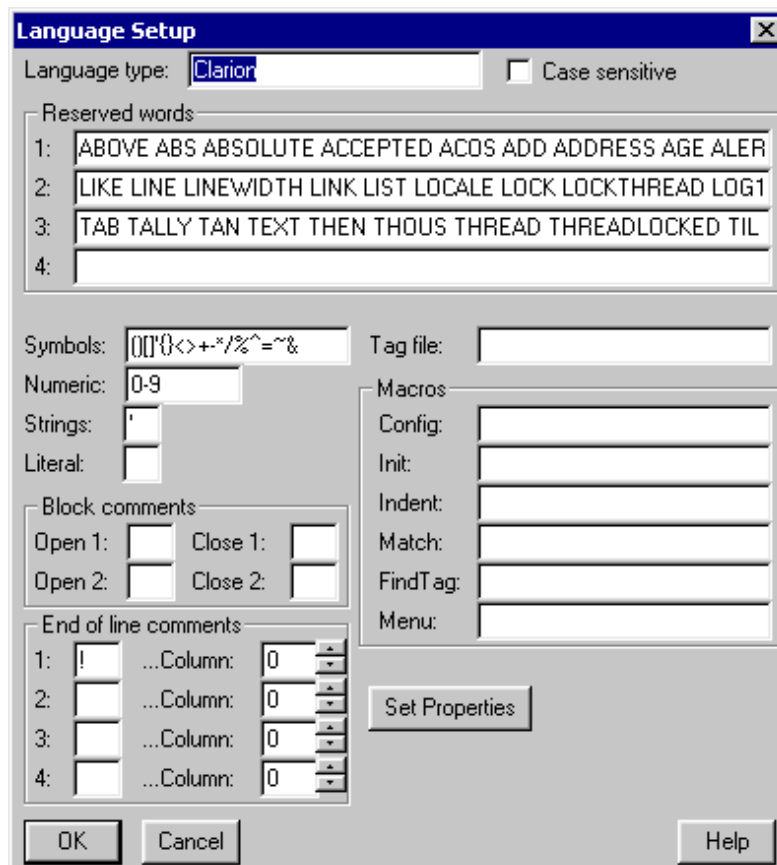 Language Setup
Language type: Clarion Case sensitive
Reserved words
1: ABOVE ABS ABSOLUTE ACCEPTED ACOS ADD ADDRESS AGE ALER
2: LIKE LINE LINEWIDTH LINK LIST LOCALE LOCK LOCKTHREAD LOG1
3: TAB TALLY TAN TEXT THEN THOUS THREAD THREADLOCKED TIL
4:
Symbols: ()[]'{}<>+-*/%^=~& Tag file:
Numeric: 0-9 Macros
Strings: ' Config:
Literal: Init:
Indent:
Block comments
Open 1: Close 1: Match:
Open 2: Close 2: FindTag:
End of line comments Menu:
1: ! ...Column: 0
2: ...Column: 0 Set Properties
3: ...Column: 0
4: ...Column: 0
OK Cancel Help